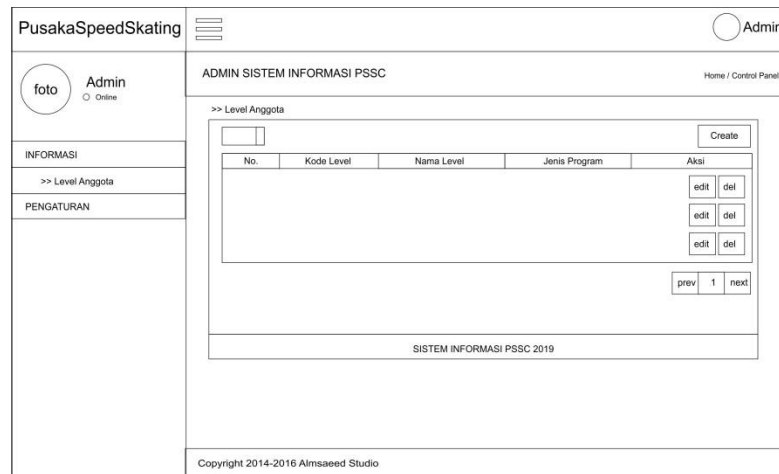 PusakaSpeedSkating
Admin
foto
Admin
Online
ADMIN SISTEM INFORMASI PSSC
Home / Control Panel
INFORMASI
>> Level Anggota
PENGATURAN
>> Level Anggota
Create
No. Kode Level Nama Level Jenis Program Aksi
edit del
edit del
edit del
prev 1 next
SISTEM INFORMASI PSSC 2019
Copyright 2014-2016 Almsaeed Studio